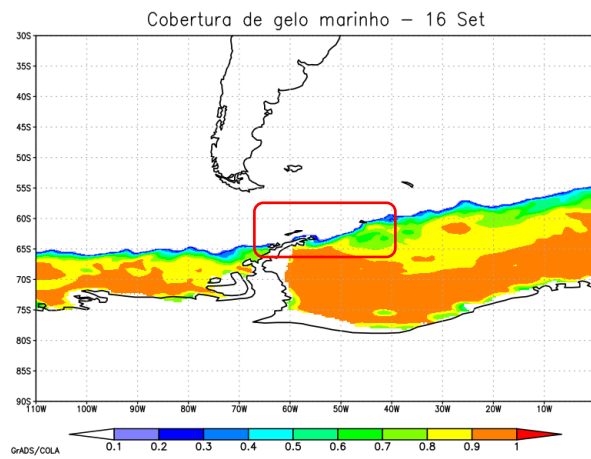 Cobertura de gelo marinho – 16 Set
30S
35S
40S
45S
50S
55S
60S
65S
70S
75S
80S
85S
90S
110W 100W 90W 80W 70W 60W 50W 40W 30W 20W 10W
0.1 0.2 0.3 0.4 0.5 0.6 0.7 0.8 0.9 1
GrADS/COLA